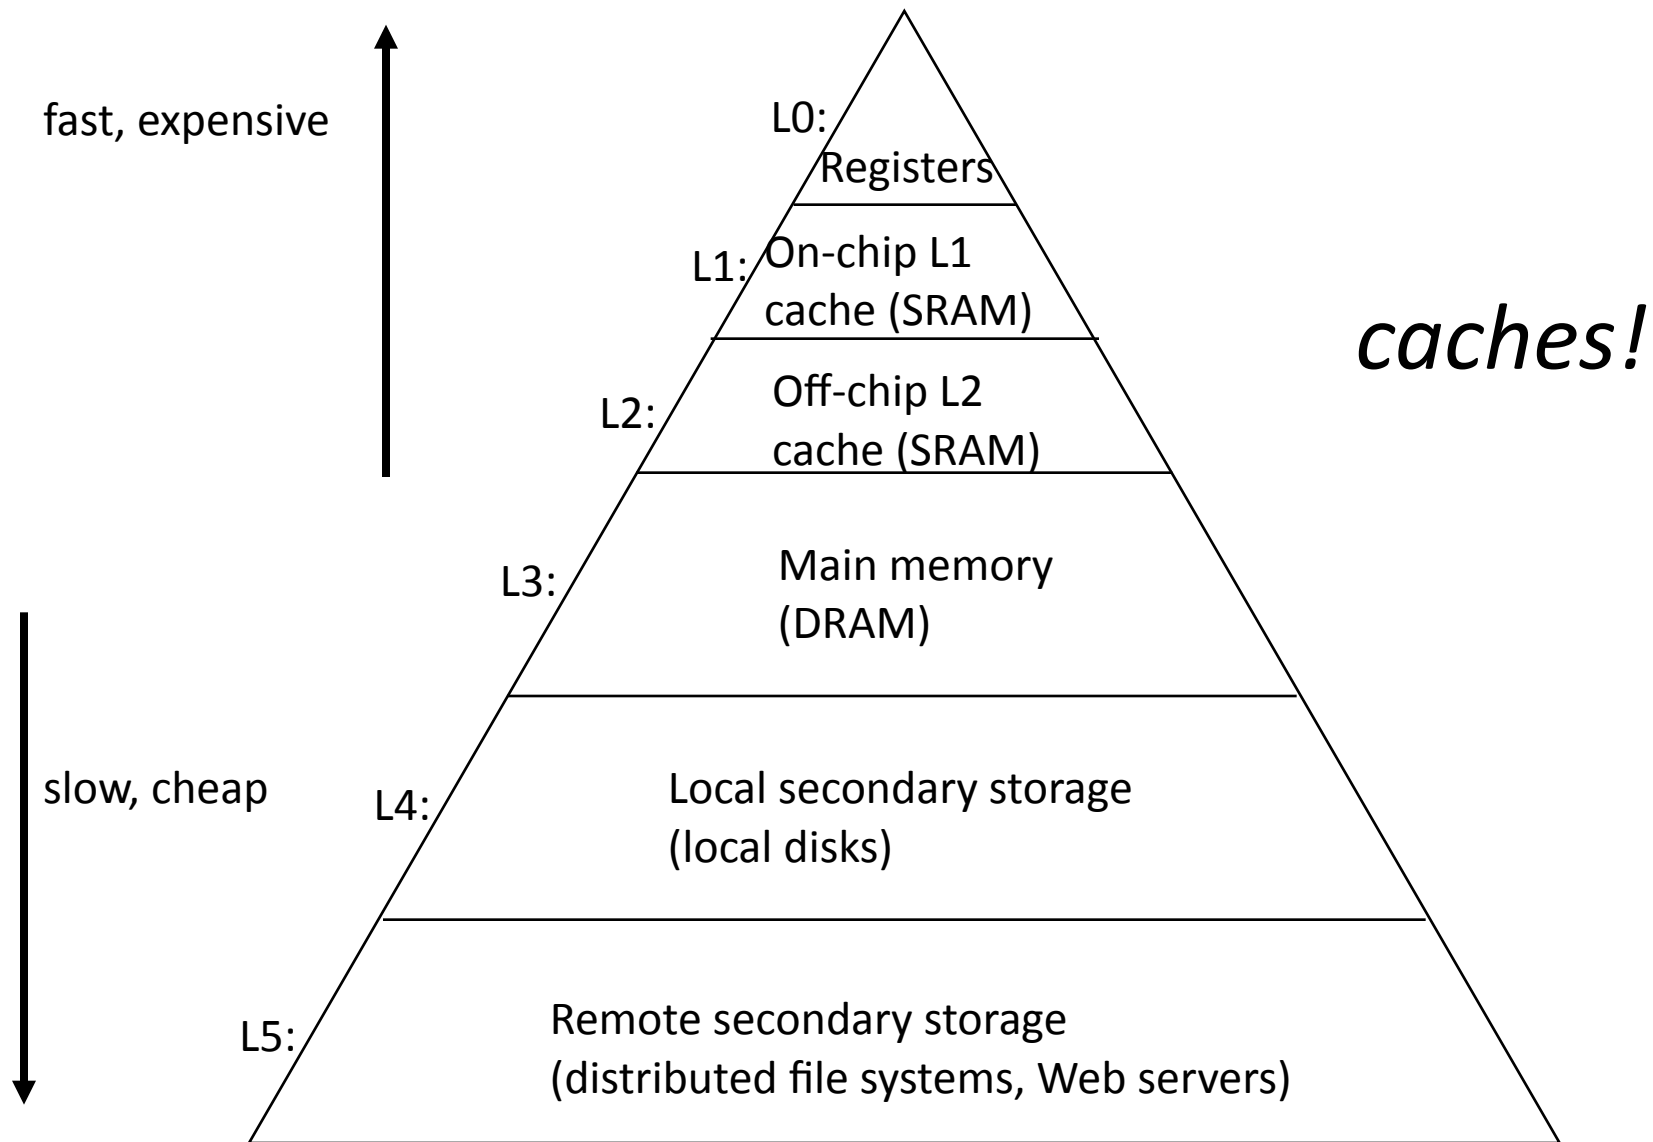 fast, expensive
L0:
Registers
L1:
On-chip L1
cache (SRAM)
caches!
L2:
Off-chip L2
cache (SRAM)
L3:
Main memory
(DRAM)
slow, cheap
L4:
Local secondary storage
(local disks)
L5:
Remote secondary storage
(distributed file systems, Web servers)